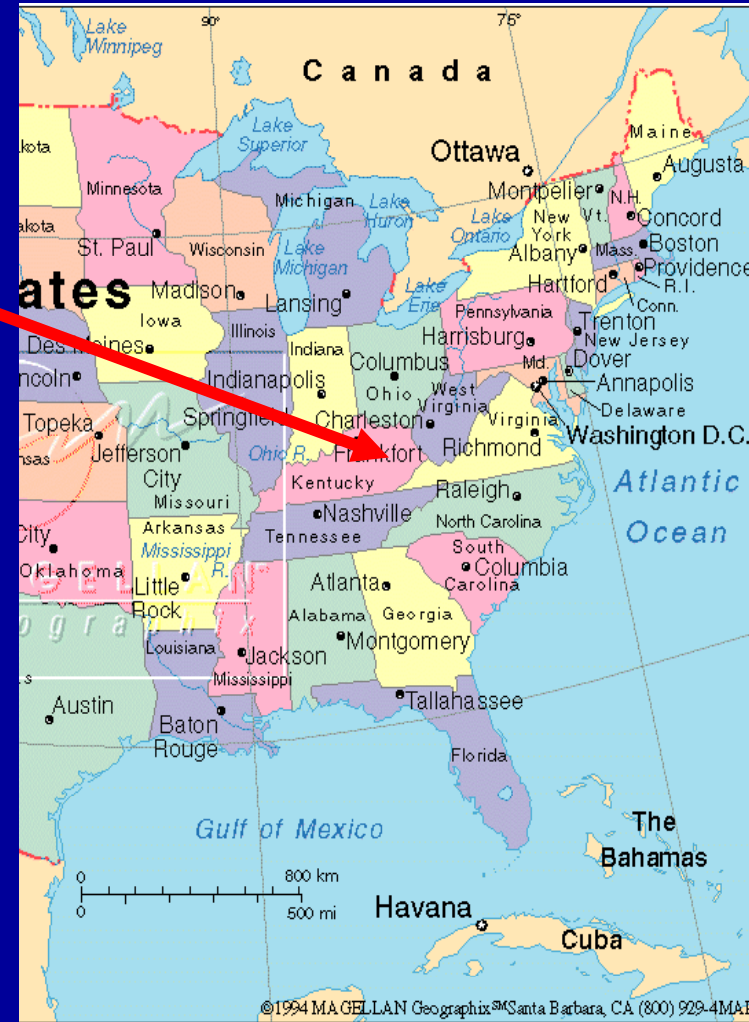 Lake
Winnipeg
90°
75°
Canada
Lake
Superior
Ottawa
Maine
Augusta
kota
Minnesota
Michigan
Lake
Huron
Montpelier
N.H.
Vt.
Concord
akota
St. Paul
Wisconsin
Lake
Michigan
Lake
Ontario
New
York
Albany
Mass.
Boston
Providence
R.I.
ates
Madison
Lansing
Lake
Erie
Hartford
Conn.
Iowa
Illinois
Indiana
Pennsylvania
Harrisburg
Trenton
New Jersey
Des Moines
Columbus
Md.
Dover
ncoln
Indianapolis
Ohio
West
Virginia
Annapolis
Delaware
Topeka
Springfield
Charleston
Virginia
Washington D.C.
nsas
Jefferson
City
Ohio R.
Frankfort
Richmond
Missouri
Kentucky
Raleigh
Atlantic
Ocean
City
Arkansas
Nashville
Tennessee
North Carolina
Oklahoma
Mississippi
R.
South
Carolina
Columbia
Little
Rock
Atlanta
Alabama
Georgia
Louisiana
Jackson
Mississippi
Montgomery
s
Austin
Baton
Rouge
Tallahassee
Florida
Gulf of Mexico
The
Bahamas
0 800 km
0 500 mi
Havana
Cuba
©1994 MAGELLAN Geographix℠Santa Barbara, CA (800) 929-4MAP